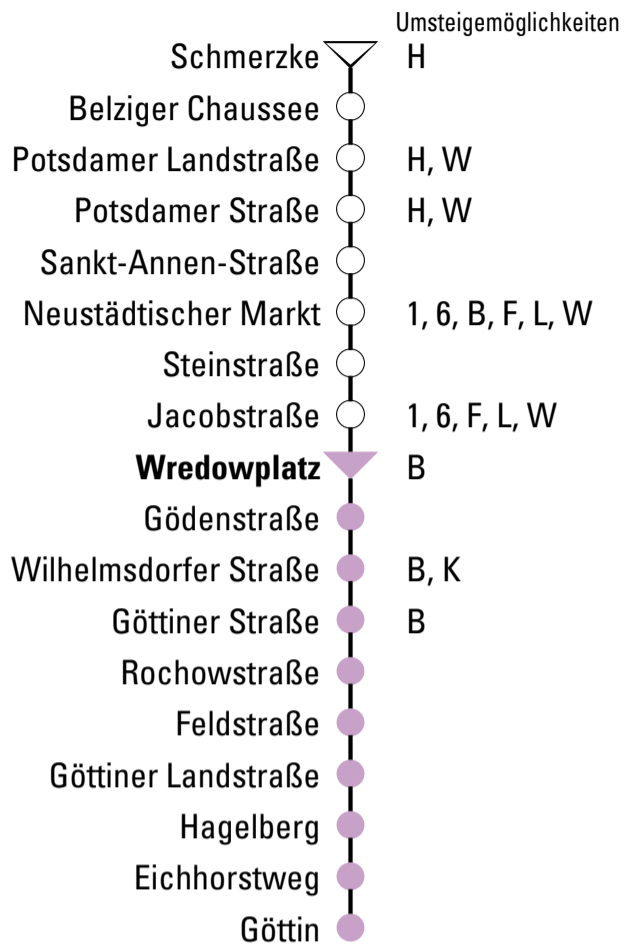 Umsteigemöglichkeiten
Schmerzke H
Belziger Chaussee
Potsdamer Landstraße H, W
Potsdamer Straße H, W
Sankt-Annen-Straße
Neustädtischer Markt 1, 6, B, F, L, W
Steinstraße
Jacobstraße 1, 6, F, L, W
Wredowplatz B
Gödenstraße
Wilhelmsdorfer Straße B, K
Göttiner Straße B
Rochowstraße
Feldstraße
Göttiner Landstraße
Hagelberg
Eichhorstweg
Göttin